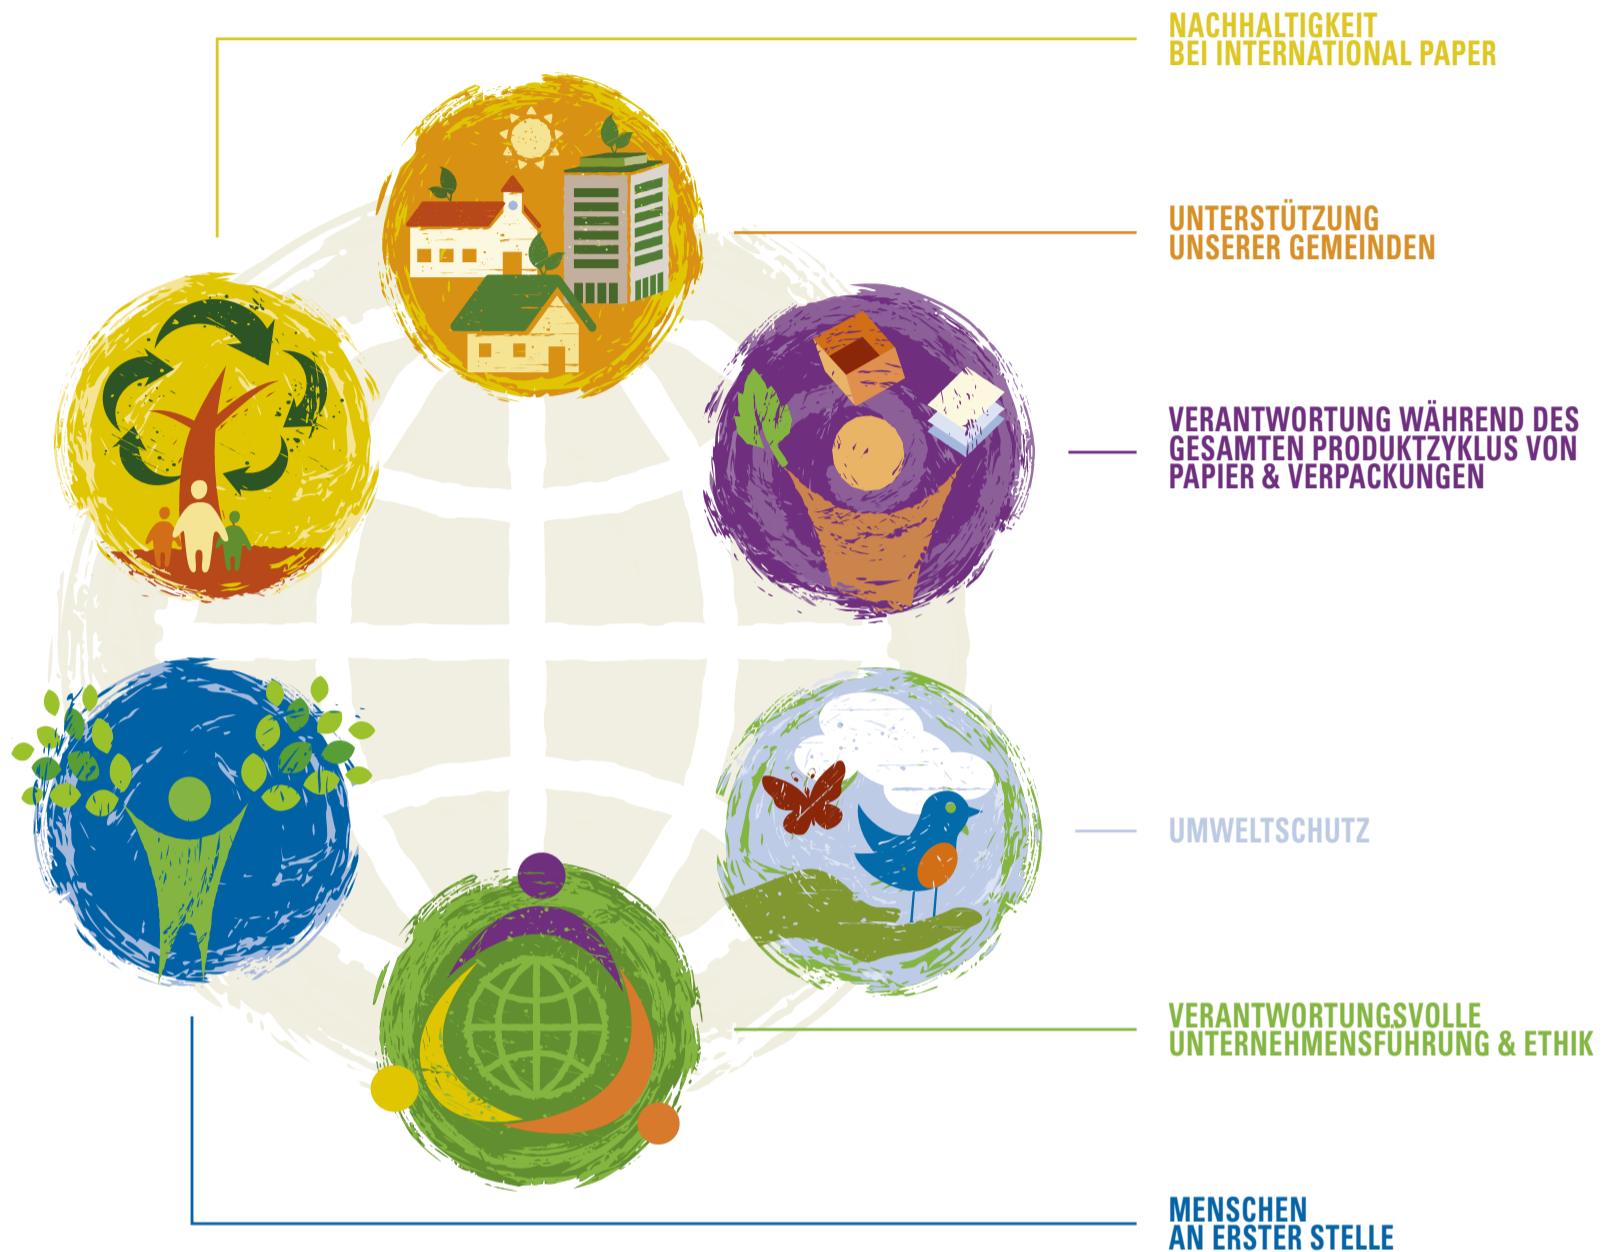 NACHHALTIGKEIT
BEI INTERNATIONAL PAPER
UNTERSTÜTZUNG
UNSERER GEMEINDEN
VERANTWORTUNG WÄHREND DES
GESAMTEN PRODUKTZYKLUS VON
PAPIER & VERPACKUNGEN
UMWELTSCHUTZ
VERANTWORTUNGSVOLLE
UNTERNEHMENSFÜHRUNG & ETHIK
MENSCHEN
AN ERSTER STELLE